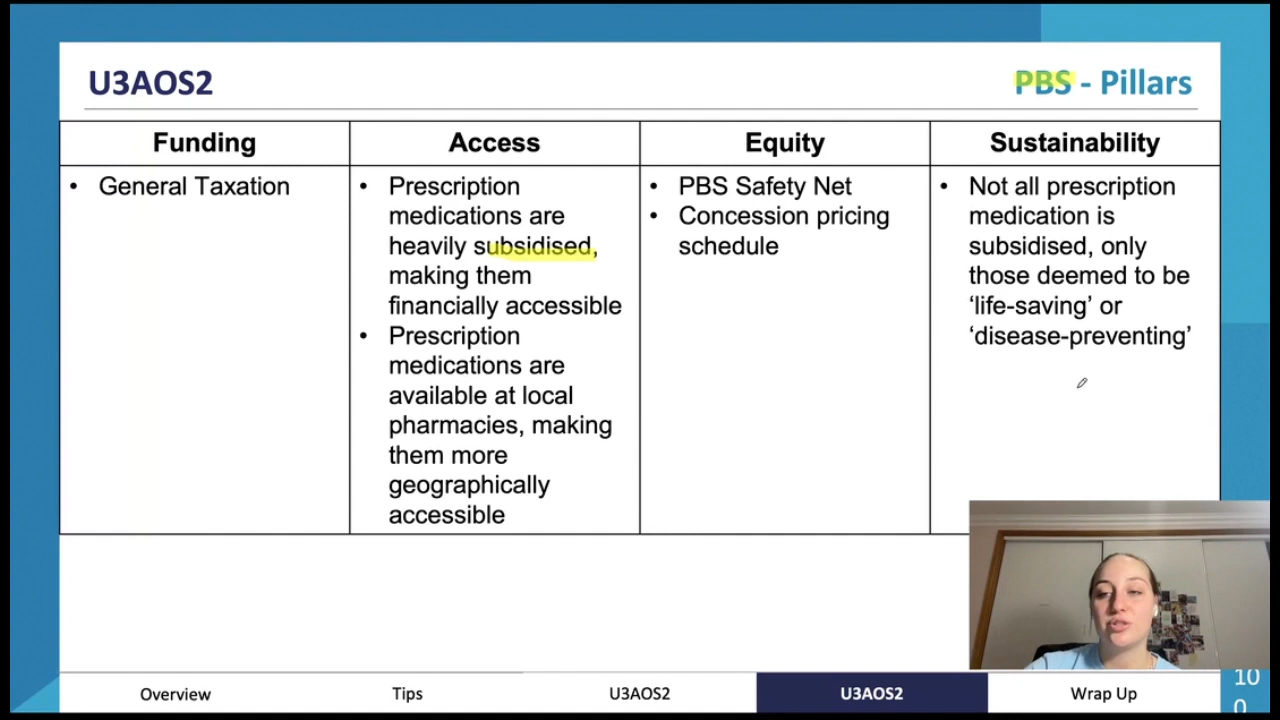 U3AOS2
PBS - Pillars
Funding
Access
Equity
Sustainability
• General Taxation
• Prescription
medications are
heavily subsidised,
making them
financially accessible
• Prescription
medications are
available at local
pharmacies, making
them more
geographically
accessible
• PBS Safety Net
• Concession pricing
schedule
• Not all prescription
medication is
subsidised, only
those deemed to be
‘life-saving’ or
‘disease-preventing’
Overview
Tips
U3AOS2
U3AOS2
Wrap Up
10
0